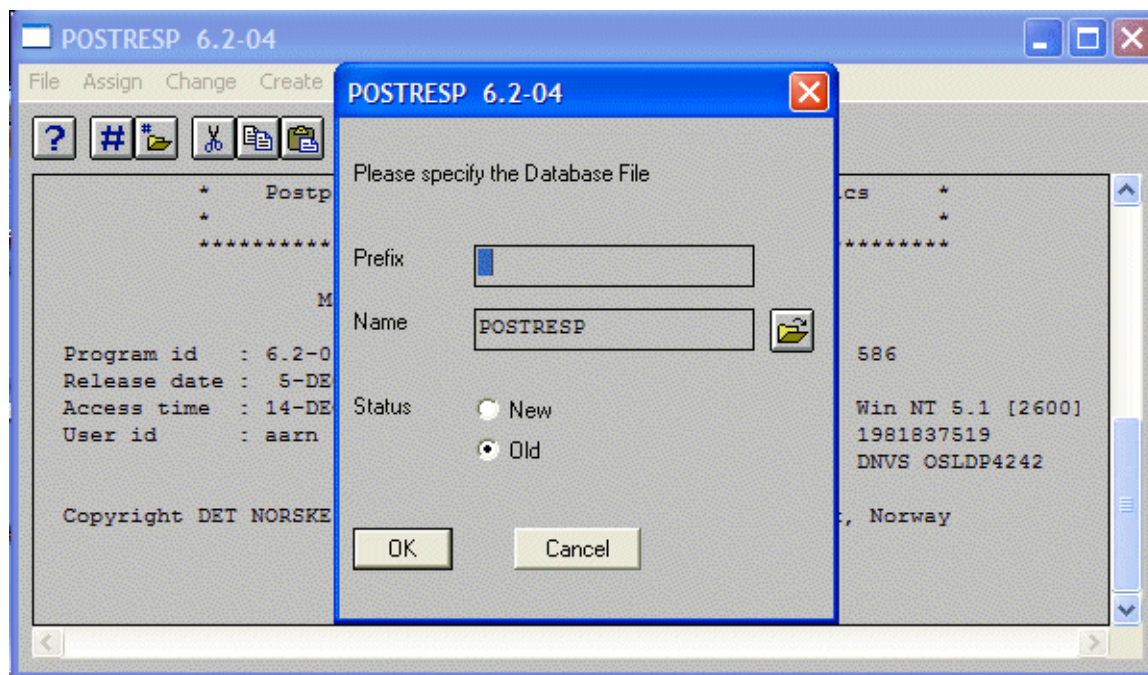 POSTRESP 6.2-04
File Assign Change Create
POSTRESP 6.2-04
Please specify the Database File
Prefix
Name POSTRESP
Status New
Old
OK Cancel
* Postp cs *
* *
********** *********
M
Program id : 6.2-0 586
Release date : 5-DE
Access time : 14-DE Win NT 5.1 [2600]
User id : aarn 1981837519
DNVS OSLDP4242
Copyright DET NORSKE , Norway